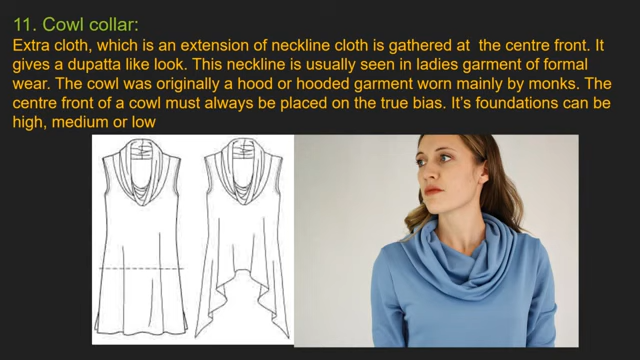 11. Cowl collar:
Extra cloth, which is an extension of neckline cloth is gathered at  the centre front. It
gives a dupatta like look. This neckline is usually seen in ladies garment of formal
wear. The cowl was originally a hood or hooded garment worn mainly by monks. The
centre front of a cowl must always be placed on the true bias. It’s foundations can be
high, medium or low